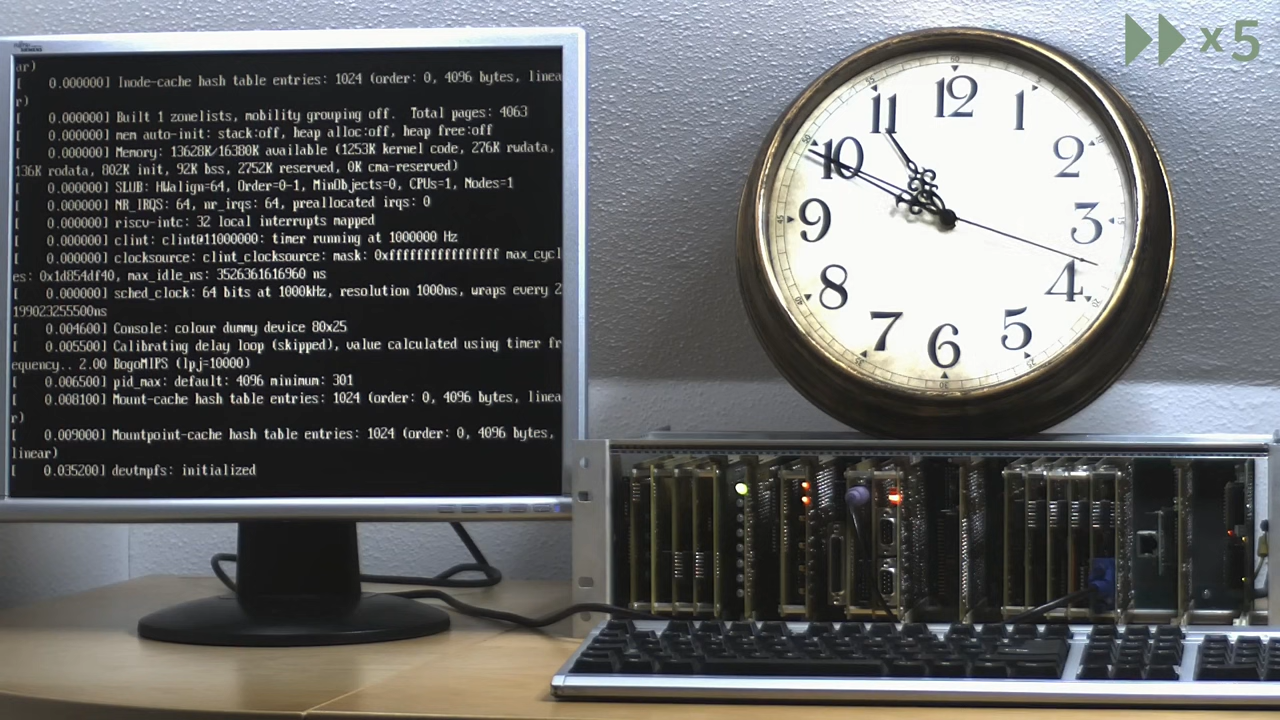 ar)
[    0.000000] Inode-cache hash table entries: 1024 (order: 0, 4096 bytes, linea
r)
[    0.000000] Built 1 zonelists, mobility grouping off.  Total pages: 4063
[    0.000000] mem auto-init: stack:off, heap alloc:off, heap free:off
[    0.000000] Memory: 13628K/16380K available (1253K kernel code, 276K rwdata,
136K rodata, 802K init, 92K bss, 2752K reserved, 0K cma-reserved)
[    0.000000] SLUB: HWalign=64, Order=0-1, MinObjects=0, CPUs=1, Nodes=1
[    0.000000] NR_IRQS: 64, nr_irqs: 64, preallocated irqs: 0
[    0.000000] riscv-intc: 32 local interrupts mapped
[    0.000000] clint: clint@11000000: timer running at 1000000 Hz
[    0.000000] clocksource: clint_clocksource: mask: 0xffffffffffffffff max_cycl
es: 0x1d854df40, max_idle_ns: 3526361616960 ns
[    0.000000] sched_clock: 64 bits at 1000kHz, resolution 1000ns, wraps every 2
199023255500ns
[    0.004600] Console: colour dummy device 80x25
[    0.005500] Calibrating delay loop (skipped), value calculated using timer fr
equency.. 2.00 BogoMIPS (lpj=10000)
[    0.006500] pid_max: default: 4096 minimum: 301
[    0.008100] Mount-cache hash table entries: 1024 (order: 0, 4096 bytes, linea
r)
[    0.009000] Mountpoint-cache hash table entries: 1024 (order: 0, 4096 bytes,
linear)
[    0.035200] devtmpfs: initialized
12
1
2
3
4
5
6
7
8
9
10
11
x5